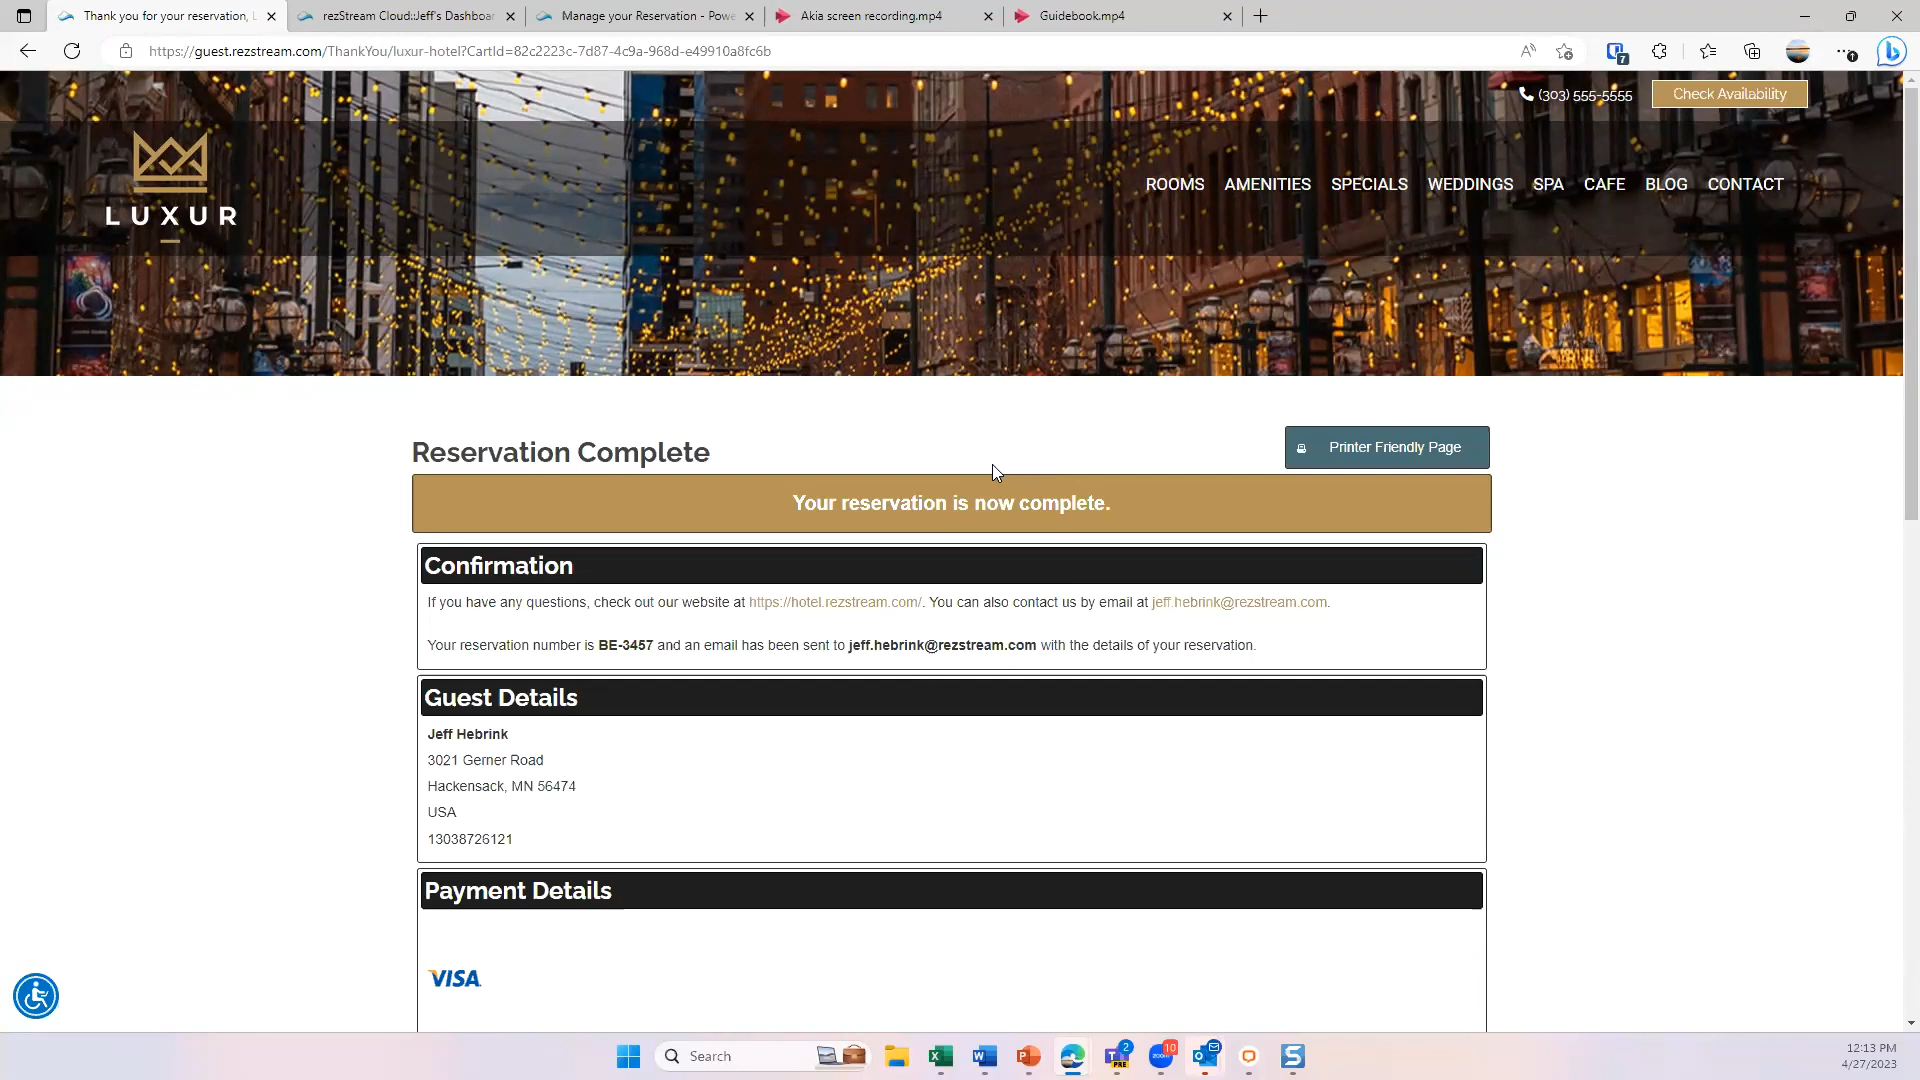 Thank you for your reservation, L
rezStream Cloud::Jeff's Dashboar
Manage your Reservation - Powe
Akia screen recording.mp4
Guidebook.mp4
https://guest.rezstream.com/ThankYou/luxur-hotel?CartId=82c2223c-7d87-4c9a-968d-e49910a8fc6b
7
(303) 555-5555
Check Availability
LUXUR
ROOMS AMENITIES SPECIALS WEDDINGS SPA CAFE BLOG CONTACT
Reservation Complete
Printer Friendly Page
Your reservation is now complete.
Confirmation
If you have any questions, check out our website at https://hotel.rezstream.com/. You can also contact us by email at jeff.hebrink@rezstream.com.
Your reservation number is BE-3457 and an email has been sent to jeff.hebrink@rezstream.com with the details of your reservation.
Guest Details
Jeff Hebrink
3021 Gerner Road
Hackensack, MN 56474
USA
13038726121
Payment Details
VISA
Search
2
PRE
10
zoom
12:13 PM
4/27/2023